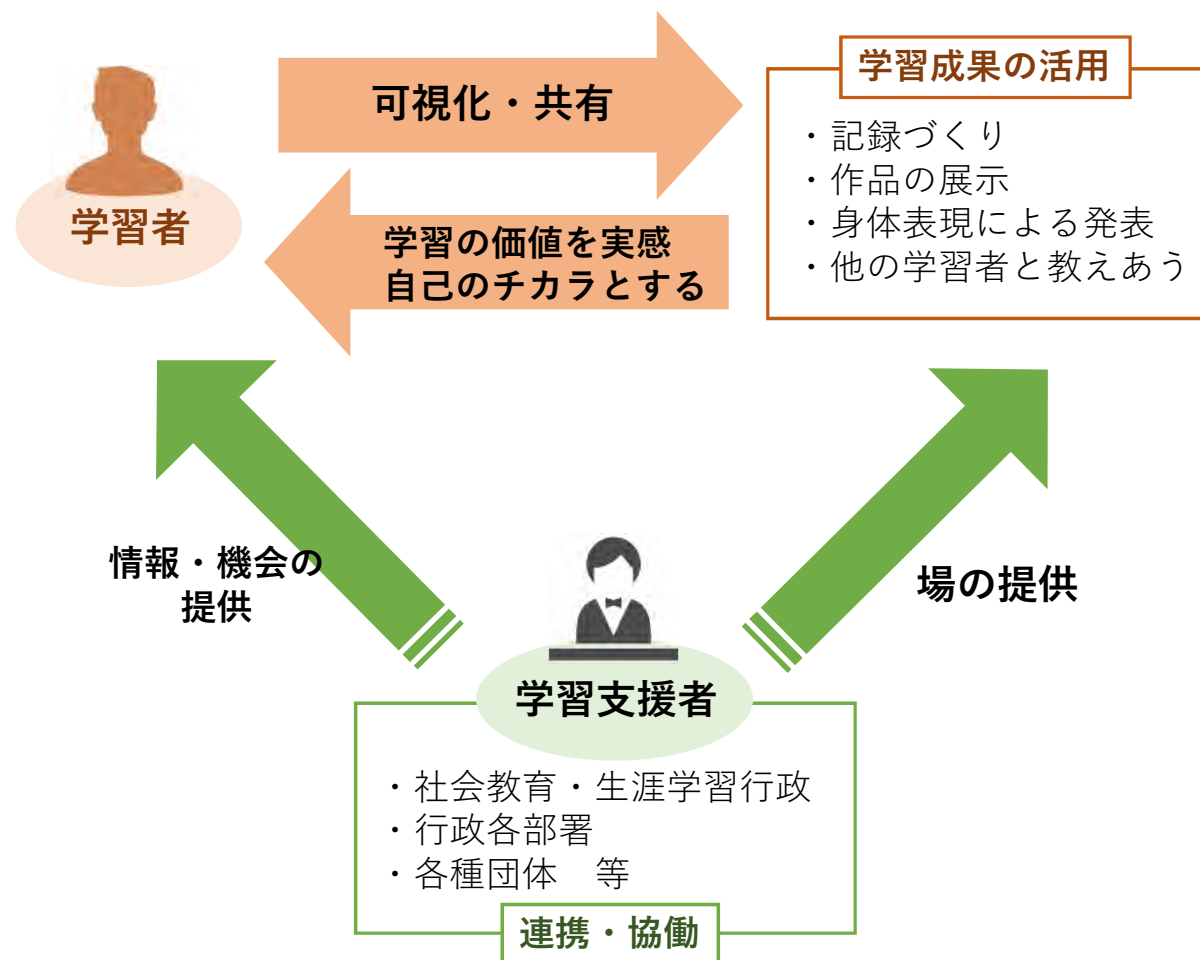 可視化・共有
学習成果の活用
・記録づくり
・作品の展示
・身体表現による発表
・他の学習者と教えあう
学習者
学習の価値を実感
自己のチカラとする
情報・機会の
提供
場の提供
学習支援者
・社会教育・生涯学習行政
・行政各部署
・各種団体　等
連携・協働